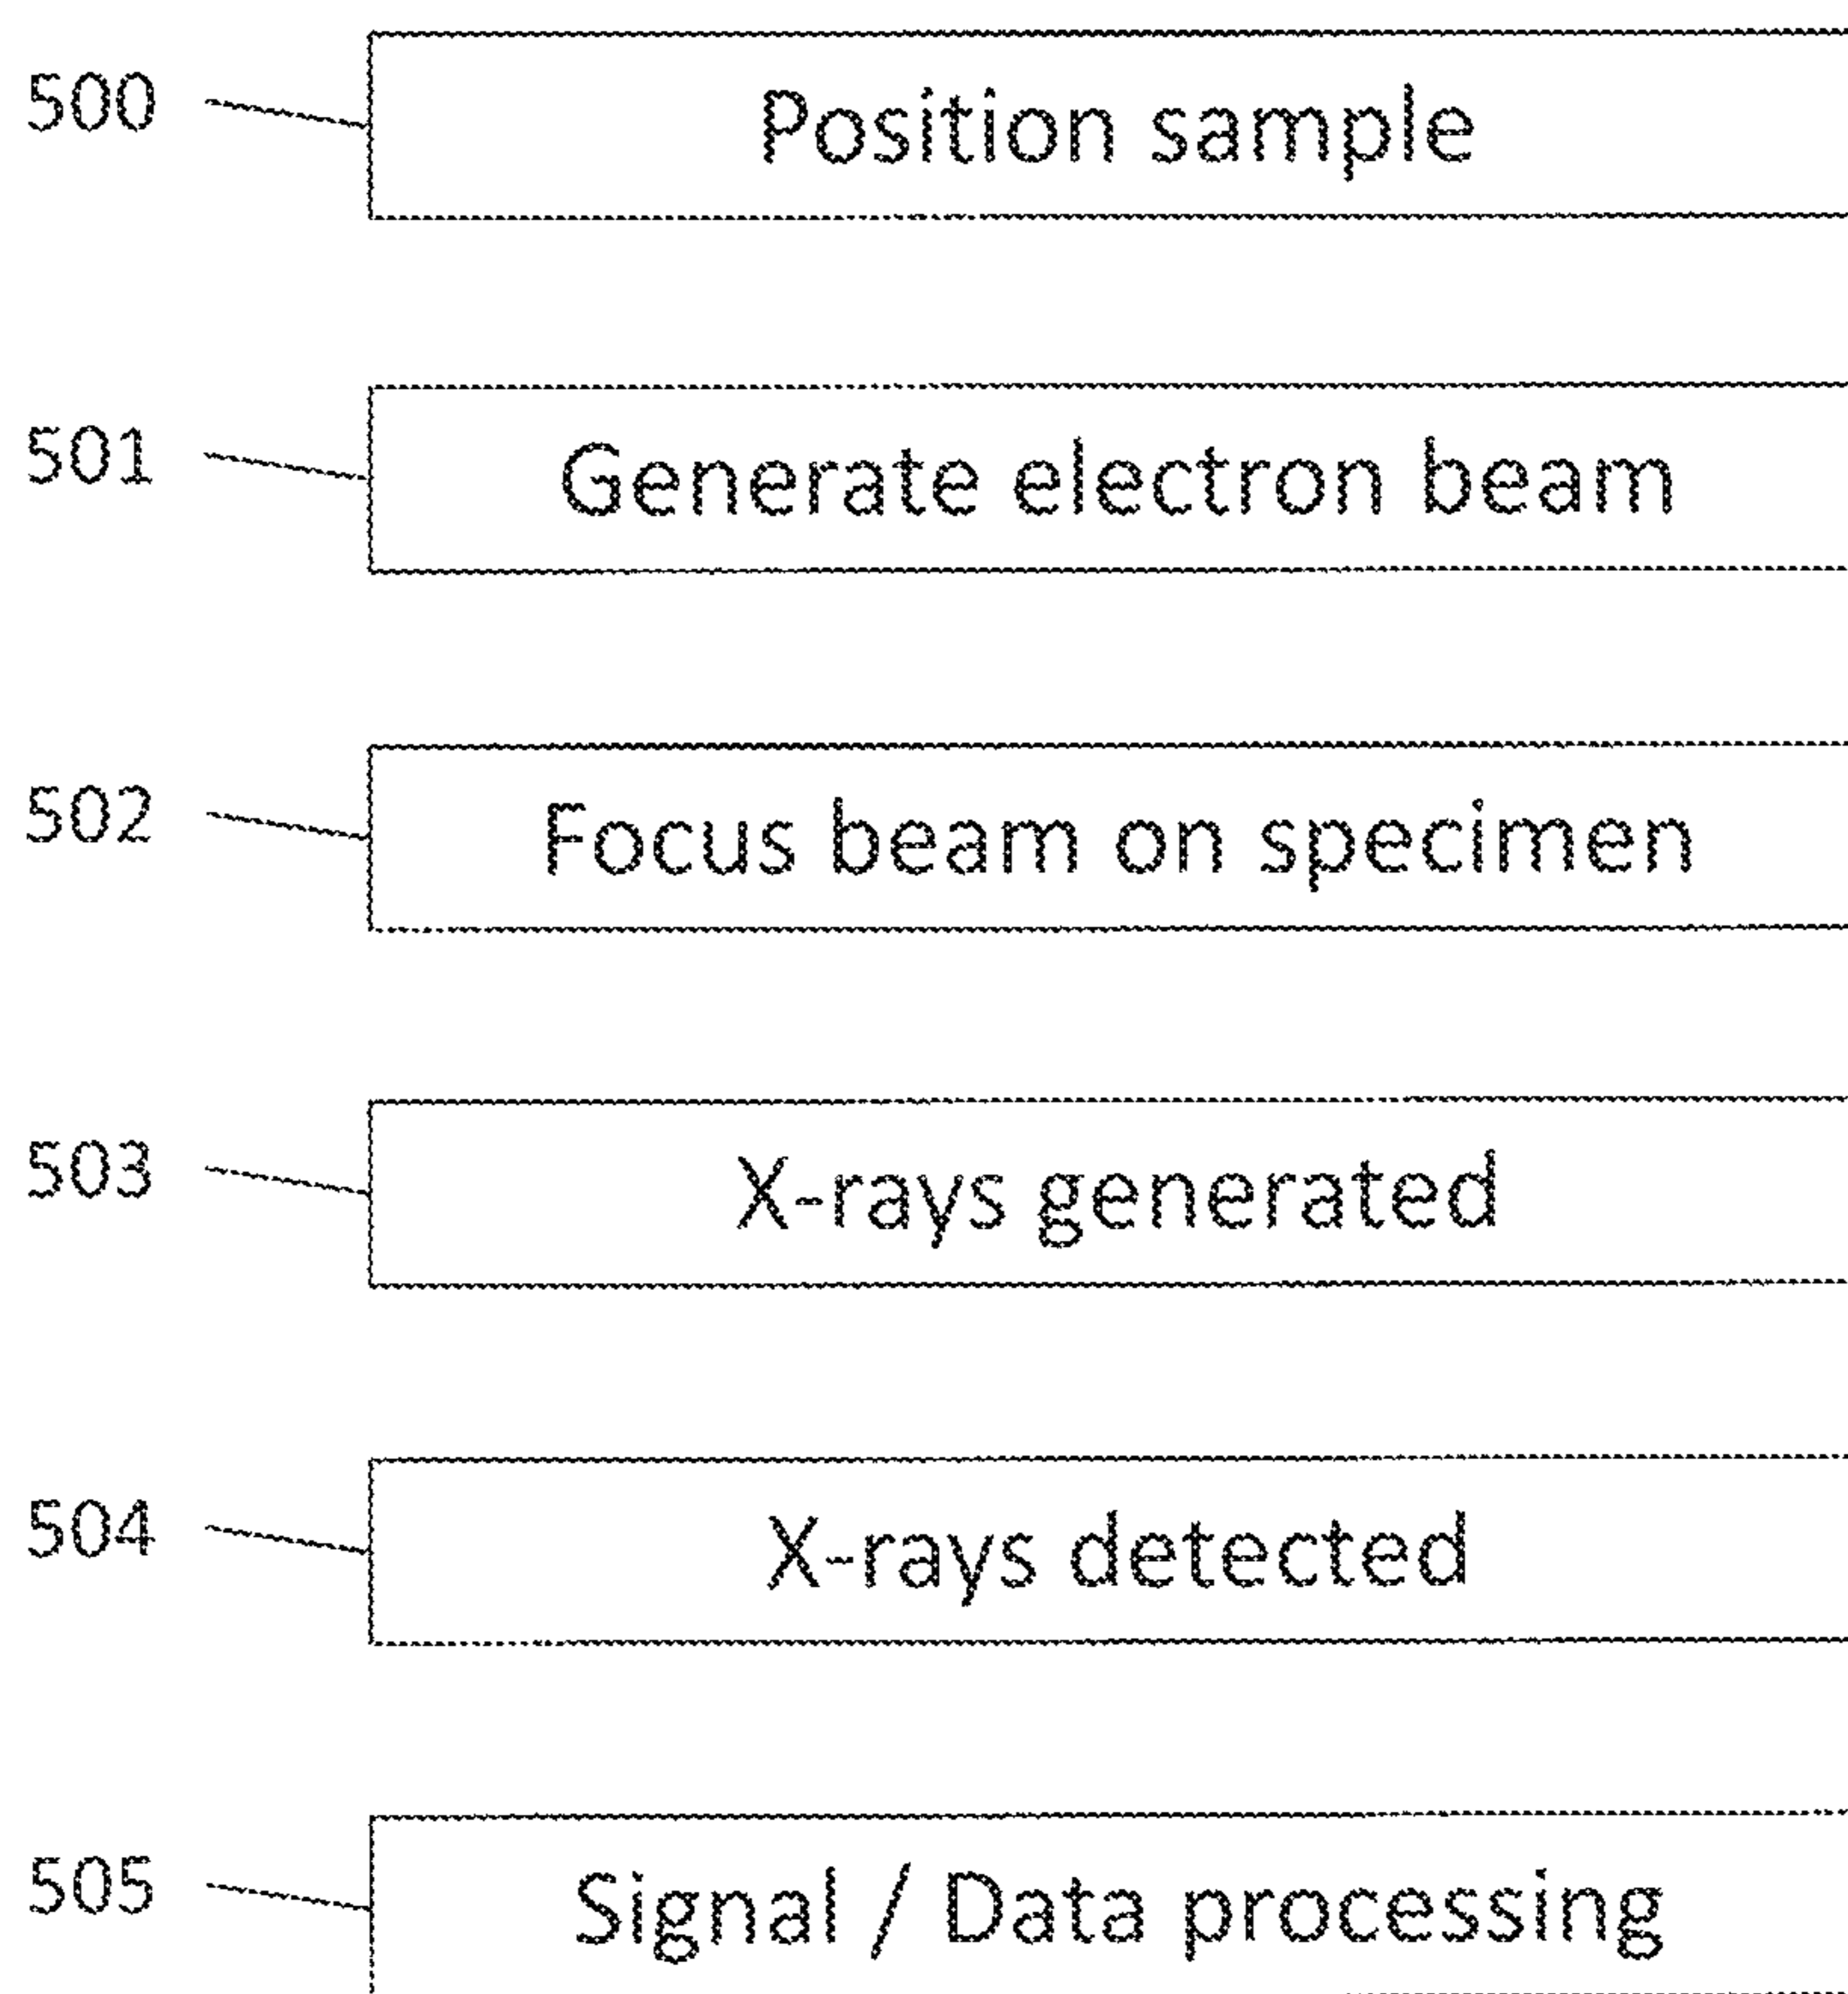 500 Position sample
501 Generate electron beam
502 Focus beam on specimen
503 X-rays generated
504 X-rays detected
505 Signal / Data processing